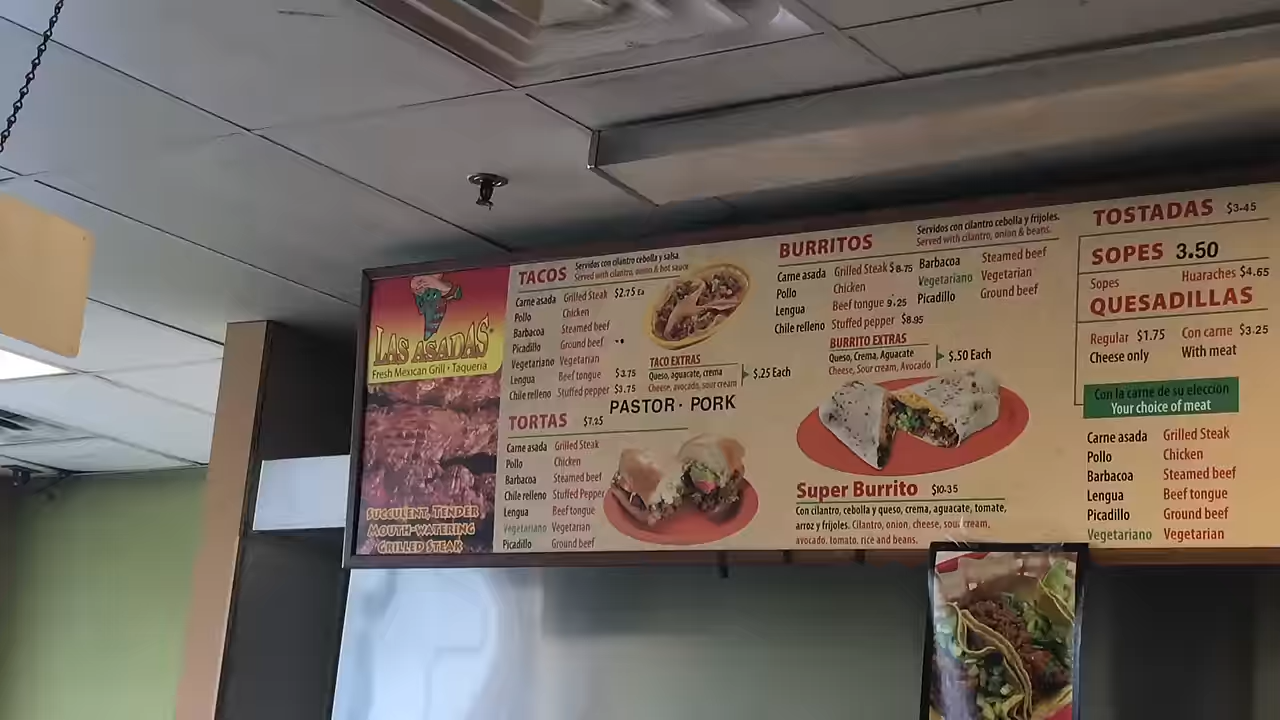 LAS ASADAS
Fresh Mexican Grill • Taqueria
SUCCULENT, TENDER
MOUTH-WATERING
GRILLED STEAK
TACOS
Servidos con cilantro cebolla y salsa.
Served with cilantro, onion & hot sauce
Carne asada Grilled Steak $2.75 Ea
Pollo Chicken
Barbacoa Steamed beef
Picadillo Ground beef
Vegetariano Vegetarian
Lengua Beef tongue $3.75
Chile relleno Stuffed pepper $3.75
TACO EXTRAS
Queso, aguacate, crema
Cheese, avocado, sour cream
$.25 Each
PASTOR - PORK
TORTAS $7.25
Carne asada Grilled Steak
Pollo Chicken
Barbacoa Steamed beef
Chile relleno Stuffed Pepper
Lengua Beef tongue
Vegetariano Vegetarian
Picadillo Ground beef
BURRITOS
Servidos con cilantro cebolla y frijoles.
Served with cilantro, onion & beans.
Carne asada Grilled Steak $8.75
Pollo Chicken
Lengua Beef tongue 9.25
Chile relleno Stuffed pepper $8.95
Barbacoa Steamed beef
Vegetariano Vegetarian
Picadillo Ground beef
BURRITO EXTRAS
Queso, Crema, Aguacate
Cheese, Sour cream, Avocado
$.50 Each
Super Burrito $10.35
Con cilantro, cebolla y queso, crema, aguacate, tomate,
arroz y frijoles. Cilantro, onion, cheese, sour cream,
avocado, tomato, rice and beans.
TOSTADAS $3.45
SOPES 3.50
Sopes Huaraches $4.65
QUESADILLAS
Regular $1.75 Con carne $3.25
Cheese only With meat
Con la carne de su elección
Your choice of meat
Carne asada Grilled Steak
Pollo Chicken
Barbacoa Steamed beef
Lengua Beef tongue
Picadillo Ground beef
Vegetariano Vegetarian